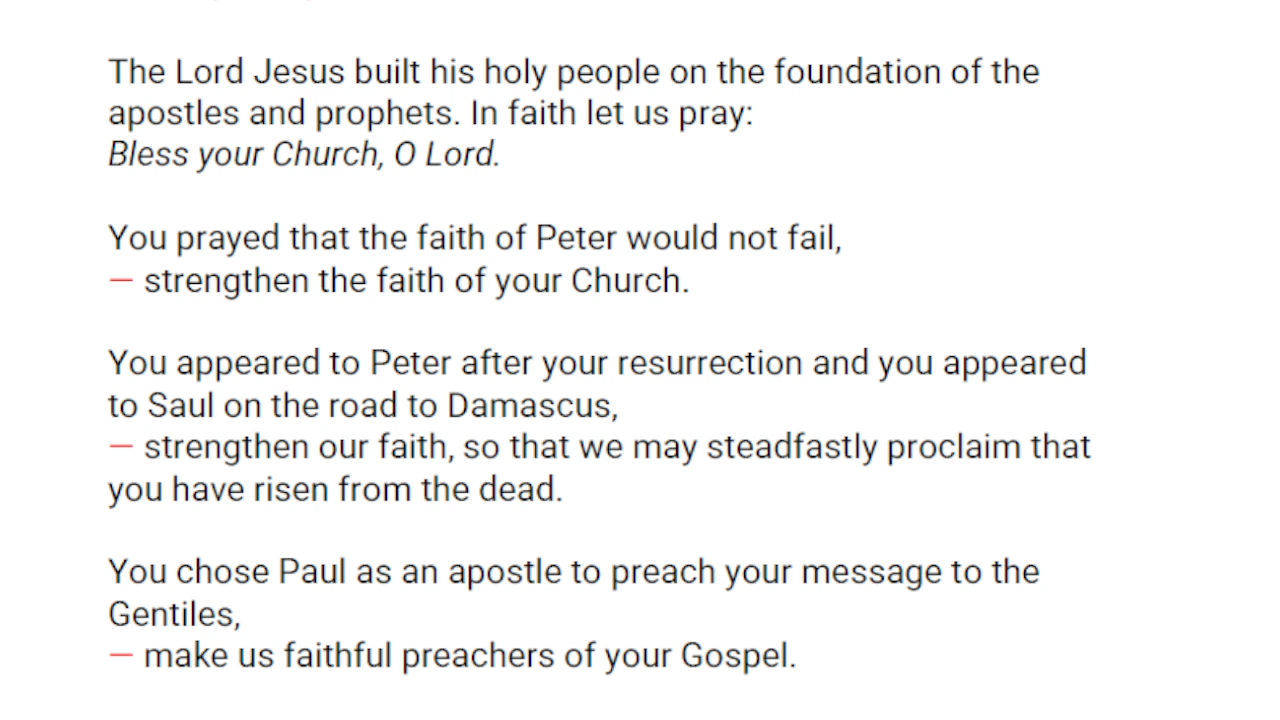 The Lord Jesus built his holy people on the foundation of the
apostles and prophets. In faith let us pray:
Bless your Church, O Lord.
You prayed that the faith of Peter would not fail,
— strengthen the faith of your Church.
You appeared to Peter after your resurrection and you appeared
to Saul on the road to Damascus,
— strengthen our faith, so that we may steadfastly proclaim that
you have risen from the dead.
You chose Paul as an apostle to preach your message to the
Gentiles,
— make us faithful preachers of your Gospel.